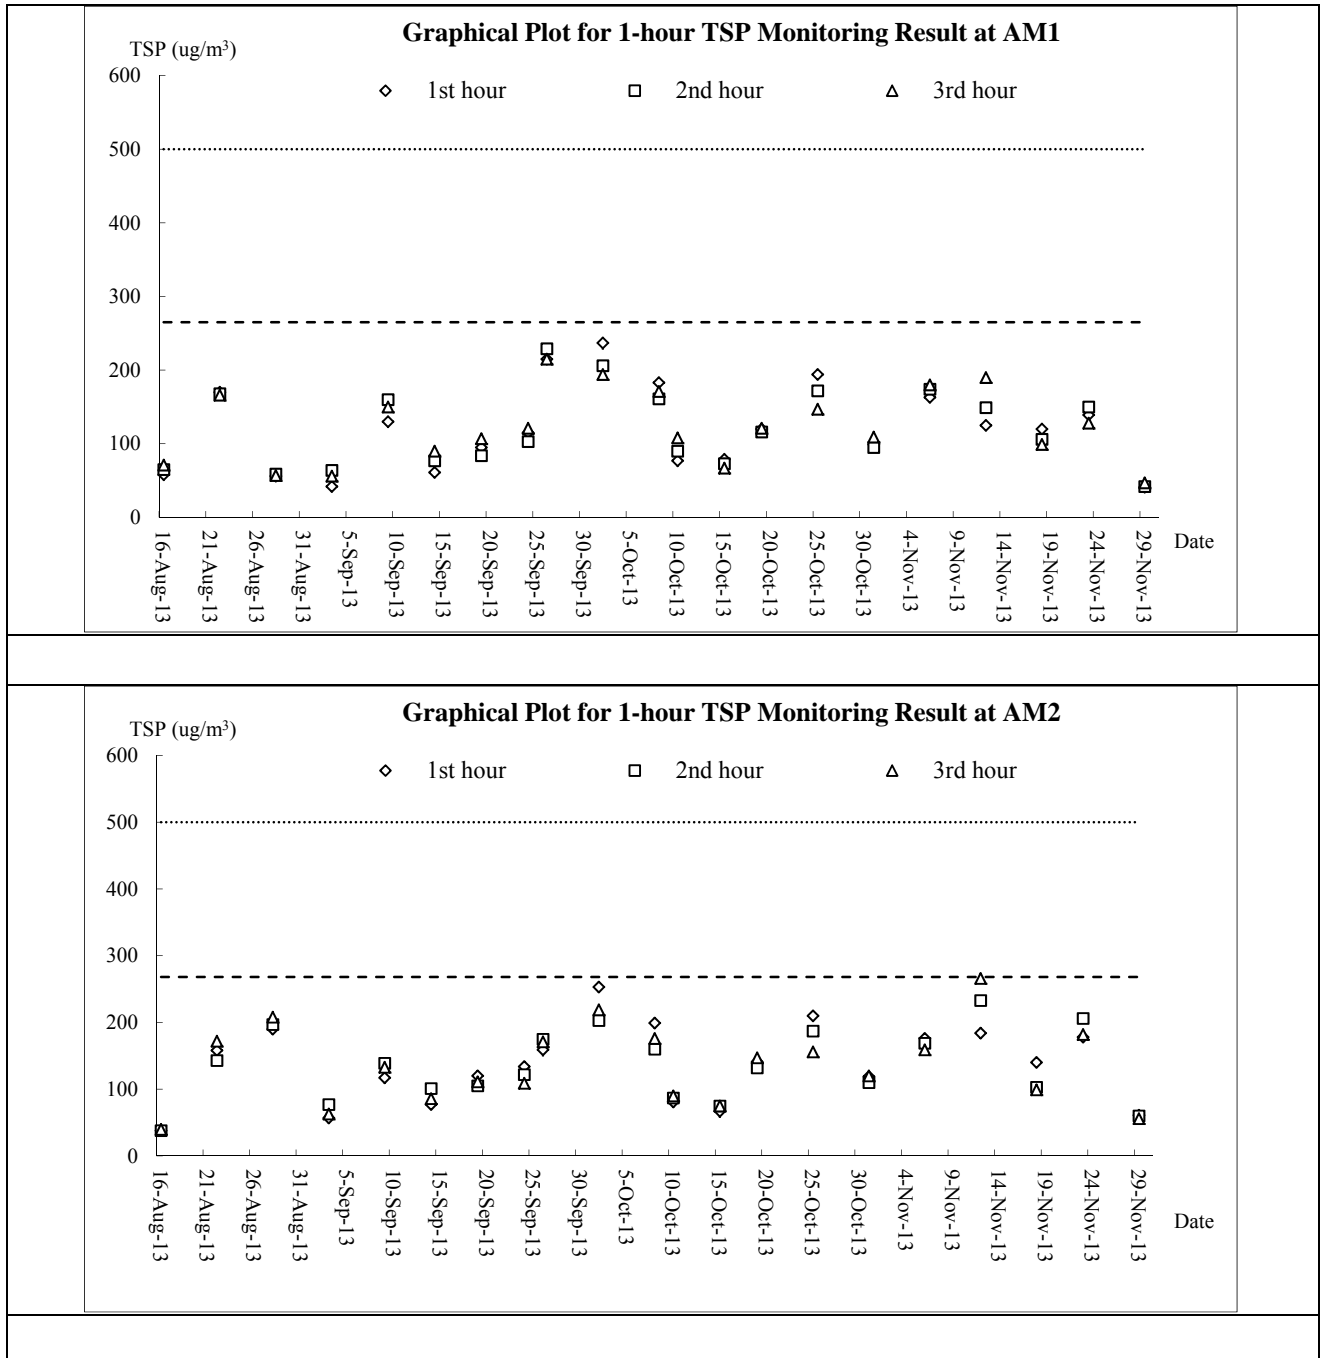 Graphical Plot for 1-hour TSP Monitoring Result at AM1
TSP (ug/m³)
1st hour 2nd hour 3rd hour
600
500
400
300
200
100
0
16-Aug-13 21-Aug-13 26-Aug-13 31-Aug-13 5-Sep-13 10-Sep-13 15-Sep-13 20-Sep-13 25-Sep-13 30-Sep-13 5-Oct-13 10-Oct-13 15-Oct-13 20-Oct-13 25-Oct-13 30-Oct-13 4-Nov-13 9-Nov-13 14-Nov-13 19-Nov-13 24-Nov-13 29-Nov-13
Date
Graphical Plot for 1-hour TSP Monitoring Result at AM2
TSP (ug/m³)
1st hour 2nd hour 3rd hour
600
500
400
300
200
100
0
16-Aug-13 21-Aug-13 26-Aug-13 31-Aug-13 5-Sep-13 10-Sep-13 15-Sep-13 20-Sep-13 25-Sep-13 30-Sep-13 5-Oct-13 10-Oct-13 15-Oct-13 20-Oct-13 25-Oct-13 30-Oct-13 4-Nov-13 9-Nov-13 14-Nov-13 19-Nov-13 24-Nov-13 29-Nov-13
Date